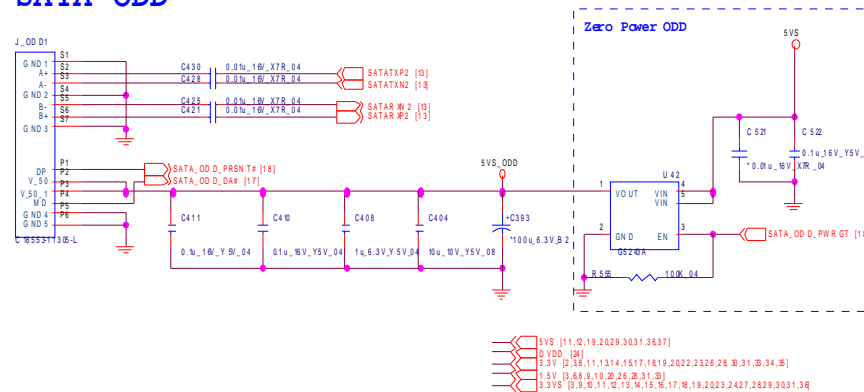 SATA ODD
Zero Power ODD
5VS
J_ODD1
GND1 S1
A+ S2
A- S3
GND2 S4
B- S5
B+ S6
GND3 S7
C430 0.01u_16V_X7R_04
C428 0.01u_16V_X7R_04
SATATXP2 [13]
SATATXN2 [13]
C425 0.01u_16V_X7R_04
C421 0.01u_16V_X7R_04
SATARXN2 [13]
SATARXP2 [13]
C521
*0.01u_16V_X7R_04
C522
0.1u_16V_Y5V_
DP P1
V_50 P2
V_50_1 P3
MD P4
GND4 P5
GND5 P6
C18553-11305-L
SATA_ODD_PRSNT# [18]
SATA_ODD_DA# [17]
5VS_ODD
C411
0.1u_16V_Y5V_04
C410
0.1u_16V_Y5V_04
C408
1u_6.3V_Y5V_04
C404
10u_10V_Y5V_08
+C393
*100u_6.3V_B2
U42
1 VOUT VIN 4
VIN 5
2 GND EN 3
G5243A
SATA_ODD_PWRGT [18
R555 100K_04
5VS [11,12,19,20,29,30,31,36,37]
DVDD [24]
3.3V [2,3,8,11,13,14,15,17,18,19,20,22,23,26,28,30,31,33,34,35]
1.5V [3,6,8,9,10,20,26,28,31,33]
3.3VS [3,9,10,11,12,13,14,15,16,17,18,19,20,23,24,27,28,29,30,31,36]